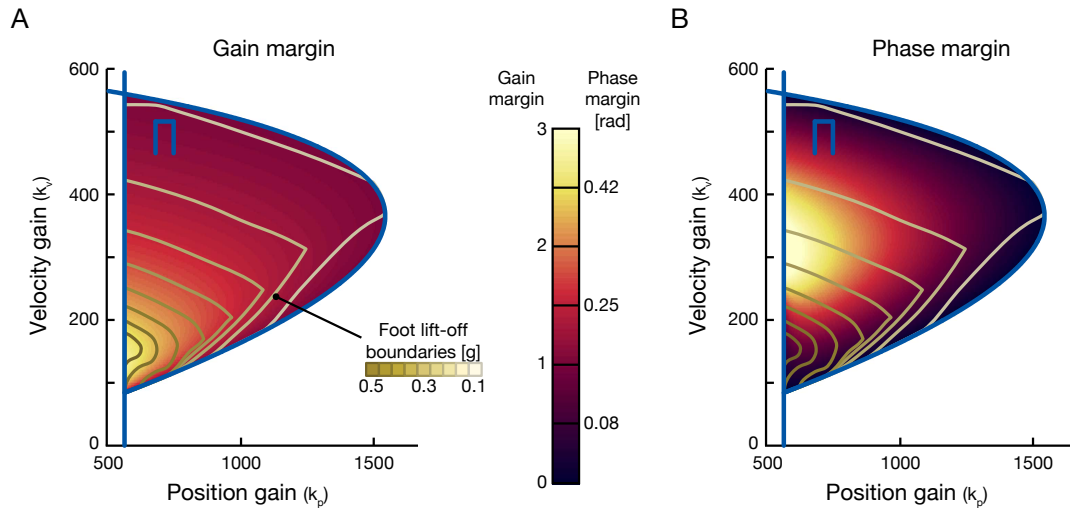 A
Gain margin
600
400
200
0
Velocity gain (kᵥ)
500
1000
1500
Position gain (kₚ)
Foot lift-off
boundaries [g]
0.5
0.3
0.1
Gain
margin
Phase
margin
[rad]
3
2
1
0
0.42
0.25
0.08
B
Phase margin
600
400
200
0
Velocity gain (kᵥ)
500
1000
1500
Position gain (kₚ)